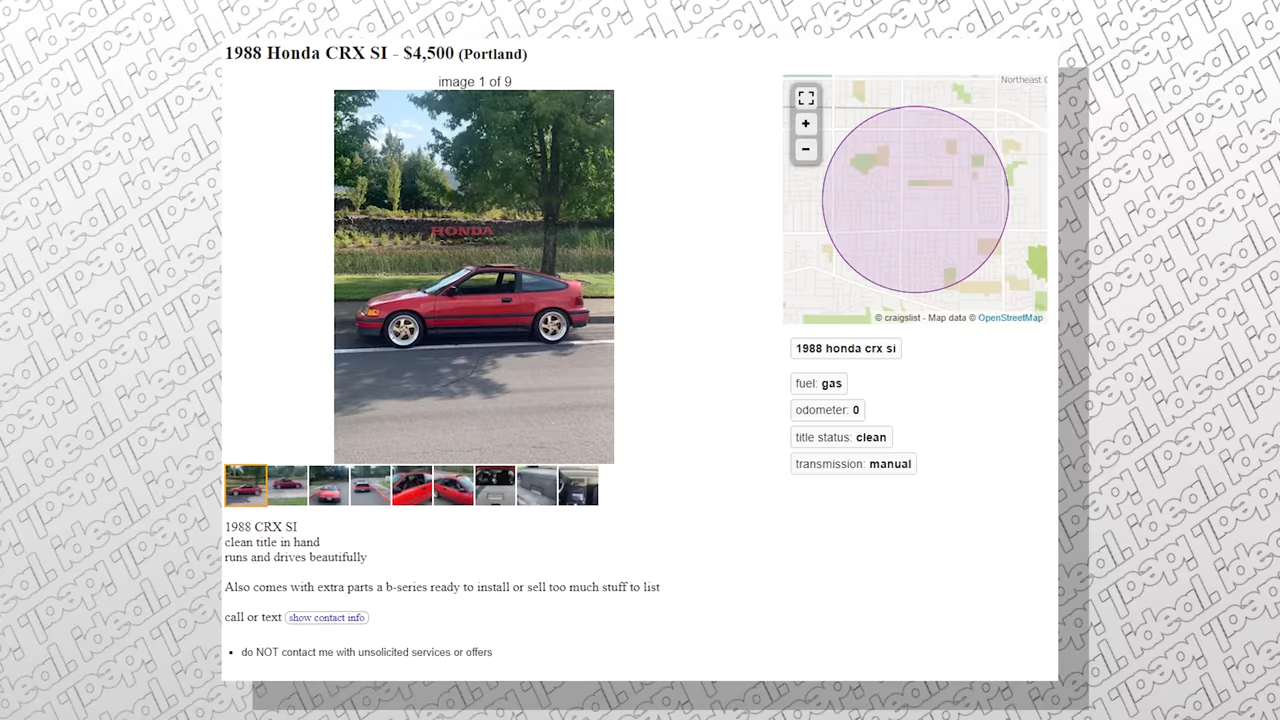 1988 Honda CRX SI - $4,500 (Portland)
image 1 of 9
HONDA
Northeast
+
−
© craigslist - Map data © OpenStreetMap
1988 honda crx si
fuel: gas
odometer: 0
title status: clean
transmission: manual
1988 CRX SI
clean title in hand
runs and drives beautifully
Also comes with extra parts a b-series ready to install or sell too much stuff to list
call or text show contact info
• do NOT contact me with unsolicited services or offers
ideal